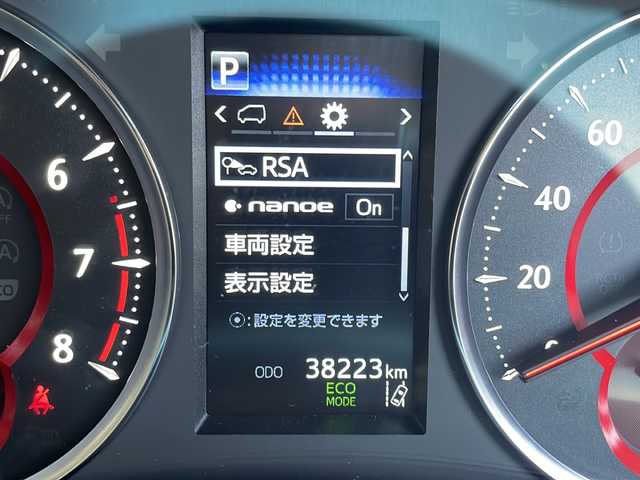 P
RSA
nanoe On
車両設定
表示設定
:設定を変更できます
ODO 38223km
ECO
MODE
6
7
8
60
40
20
0